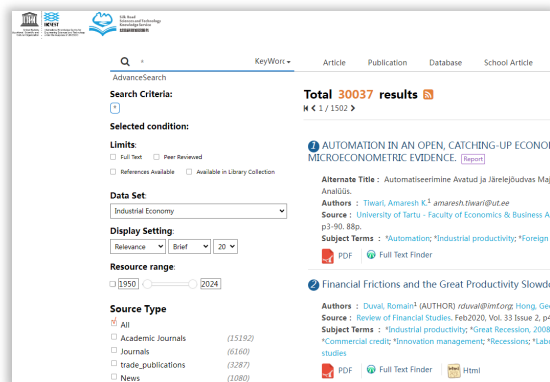 Silk Road
Science and Technology
Knowledge Service
KeyWord
Article Publication Database School Article
AdvanceSearch
Search Criteria:
*
Selected condition:
Limits:
Full Text Peer Reviewed
References Available Available in Library Collection
Data Set:
Industrial Economy
Display Setting:
Relevance Brief 20
Resource range:
1950 2024
Source Type
All
Academic Journals (15192)
Journals (6160)
trade_publications (3287)
News (1080)
Total 30037 results
1 / 1502
1 AUTOMATION IN AN OPEN, CATCHING-UP ECONO
MICROECONOMETRIC EVIDENCE. Report
Alternate Title : Automatiseerimine Avatud ja Järelejõudvas Maj
Analüüs.
Authors : Tiwari, Amaresh K.1 amaresh.tiwari@ut.ee
Source : University of Tartu - Faculty of Economics & Business A
p3-90. 88p.
Subject Terms : *Automation; *Industrial productivity; *Foreign
PDF Full Text Finder
2 Financial Frictions and the Great Productivity Slowd
Authors : Duval, Romain1 (AUTHOR) rduval@imf.org; Hong, Ge
Source : Review of Financial Studies. Feb2020, Vol. 33 Issue 2, p4
Subject Terms : *Industrial productivity; *Great Recession, 2008
*Commercial credit; *Innovation management; *Recessions; *Lab
studies
PDF Full Text Finder Html